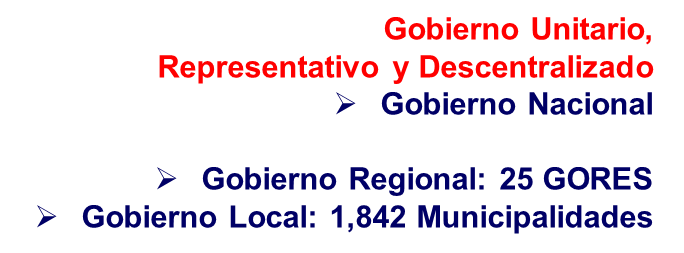 Gobierno Unitario,
Representativo y Descentralizado
➢ Gobierno Nacional
➢ Gobierno Regional: 25 GORES
➢ Gobierno Local: 1,842 Municipalidades